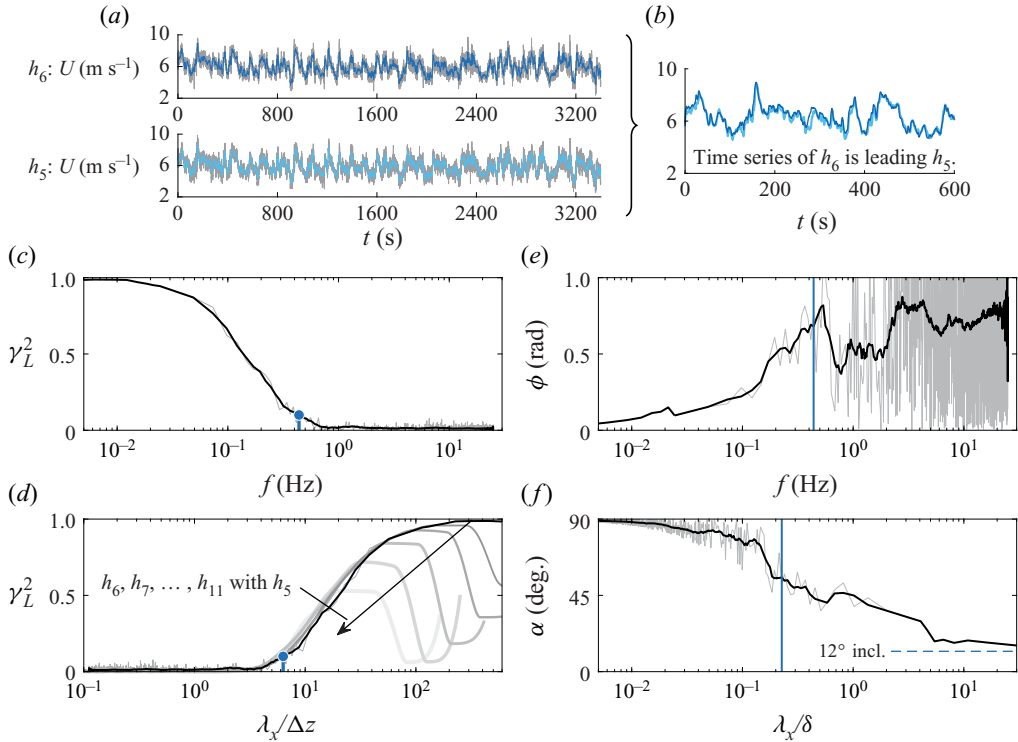 (a)
(b)
h₆: U (m s⁻¹)
10
6
2
0 800 1600 2400 3200
h₅: U (m s⁻¹)
10
6
2
0 800 1600 2400 3200
t (s)
10
6
2
Time series of h₆ is leading h₅.
0 200 400 600
t (s)
(c)
γ_L²
1.0
0.5
0
10⁻² 10⁻¹ 10⁰ 10¹
f (Hz)
(e)
ϕ (rad)
1.0
0.5
0
10⁻² 10⁻¹ 10⁰ 10¹
f (Hz)
(d)
γ_L²
1.0
0.5
0
h₆, h₇, … , h₁₁ with h₅
10⁻¹ 10⁰ 10¹ 10²
λₓ/Δz
(f)
α (deg.)
90
45
0
12° incl.
10⁻² 10⁻¹ 10⁰ 10¹
λₓ/δ